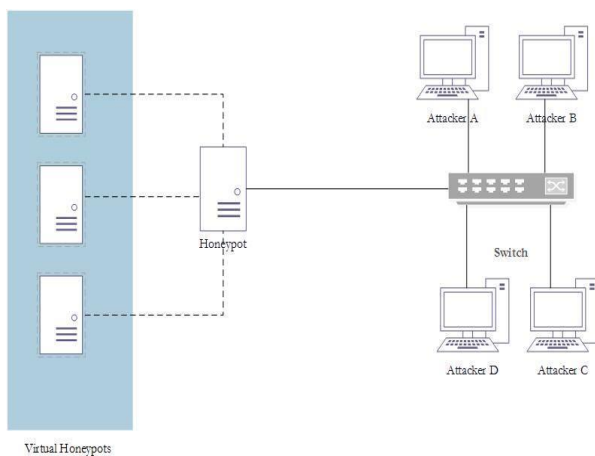 Attacker A
Attacker B
Honeypot
Switch
Attacker D
Attacker C
Virtual Honeypots